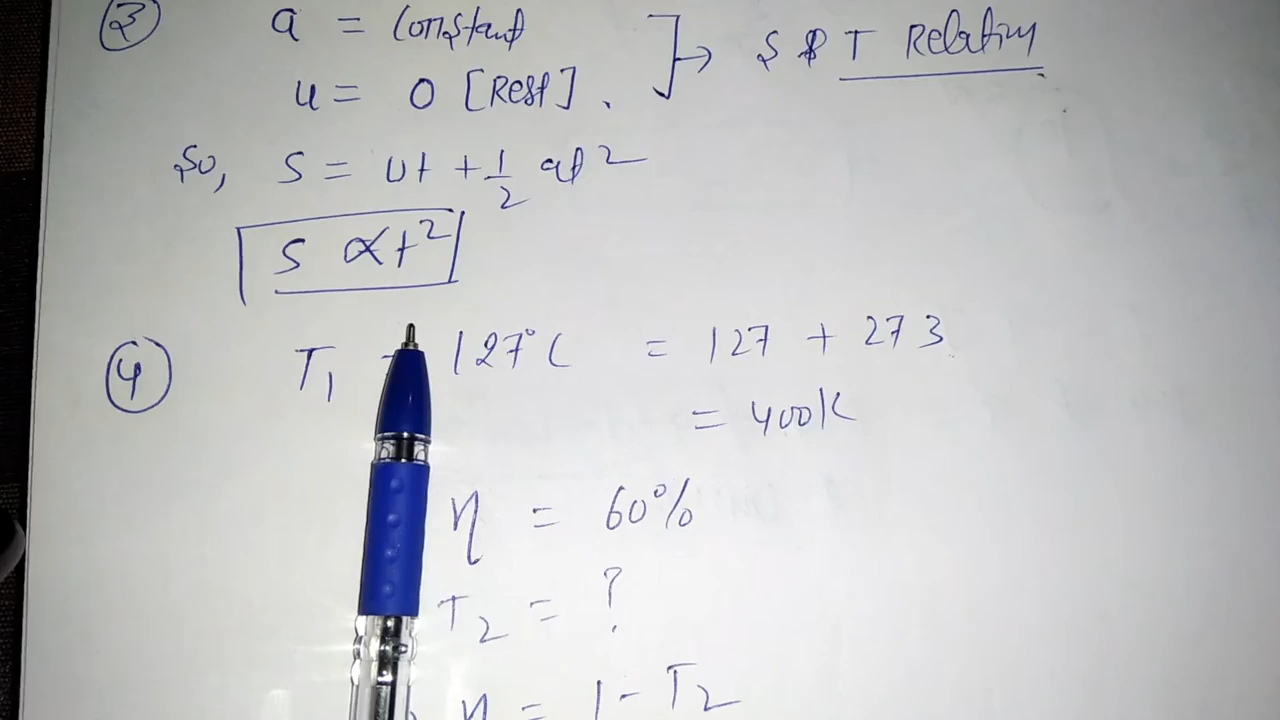 ③ a = Constant
u = 0 [Rest] . ] → S & T Relation
So, S = ut + 1/2 at²
S ∝ t²
④ T₁ = 127°C = 127 + 273
= 400K
η = 60%
T₂ = ?
η = 1 - T₂